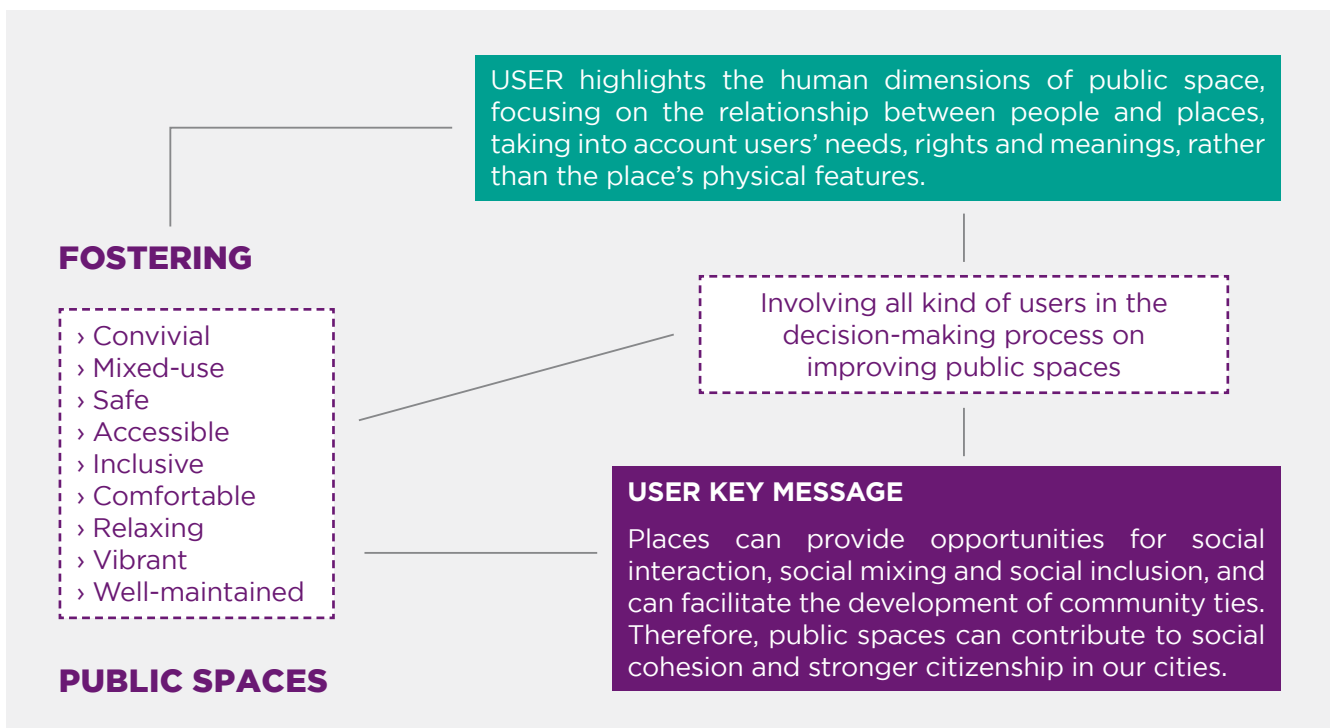 USER highlights the human dimensions of public space,
focusing on the relationship between people and places,
taking into account users’ needs, rights and meanings, rather
than the place’s physical features.
FOSTERING
› Convivial
› Mixed-use
› Safe
› Accessible
› Inclusive
› Comfortable
› Relaxing
› Vibrant
› Well-maintained
PUBLIC SPACES
Involving all kind of users in the
decision-making process on
improving public spaces
USER KEY MESSAGE
Places can provide opportunities for social
interaction, social mixing and social inclusion, and
can facilitate the development of community ties.
Therefore, public spaces can contribute to social
cohesion and stronger citizenship in our cities.